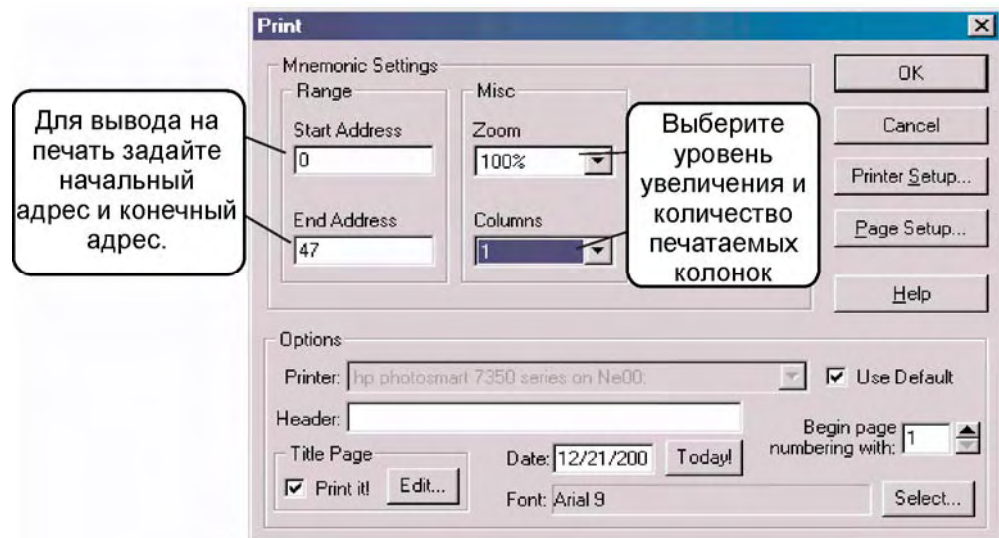 Print
Mnemonic Settings
Range
Misc
Start Address
0
End Address
47
Zoom
100%
Columns
1
OK
Cancel
Printer Setup...
Page Setup...
Help
Для вывода на
печать задайте
начальный
адрес и конечный
адрес.
Выберите
уровень
увеличения и
количество
печатаемых
колонок
Options
Printer: hp photosmart 7350 series on Ne00:
Use Default
Header:
Begin page
numbering with: 1
Title Page
Print it! Edit...
Date: 12/21/200 Today!
Font: Arial 9 Select...